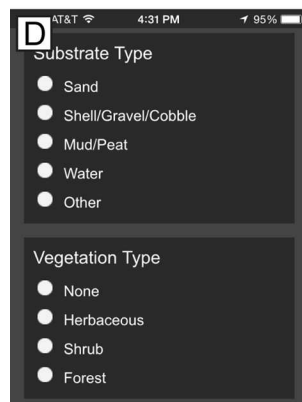 D
AT&T 4:31 PM 95%
Substrate Type
Sand
Shell/Gravel/Cobble
Mud/Peat
Water
Other
Vegetation Type
None
Herbaceous
Shrub
Forest